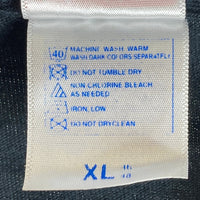 40 MACHINE WASH, WARM
WASH DARK COLORS SEPARATELY
DO NOT TUMBLE DRY
NON CHLORINE BLEACH
AS NEEDED
IRON, LOW
DO NOT DRYCLEAN
XL